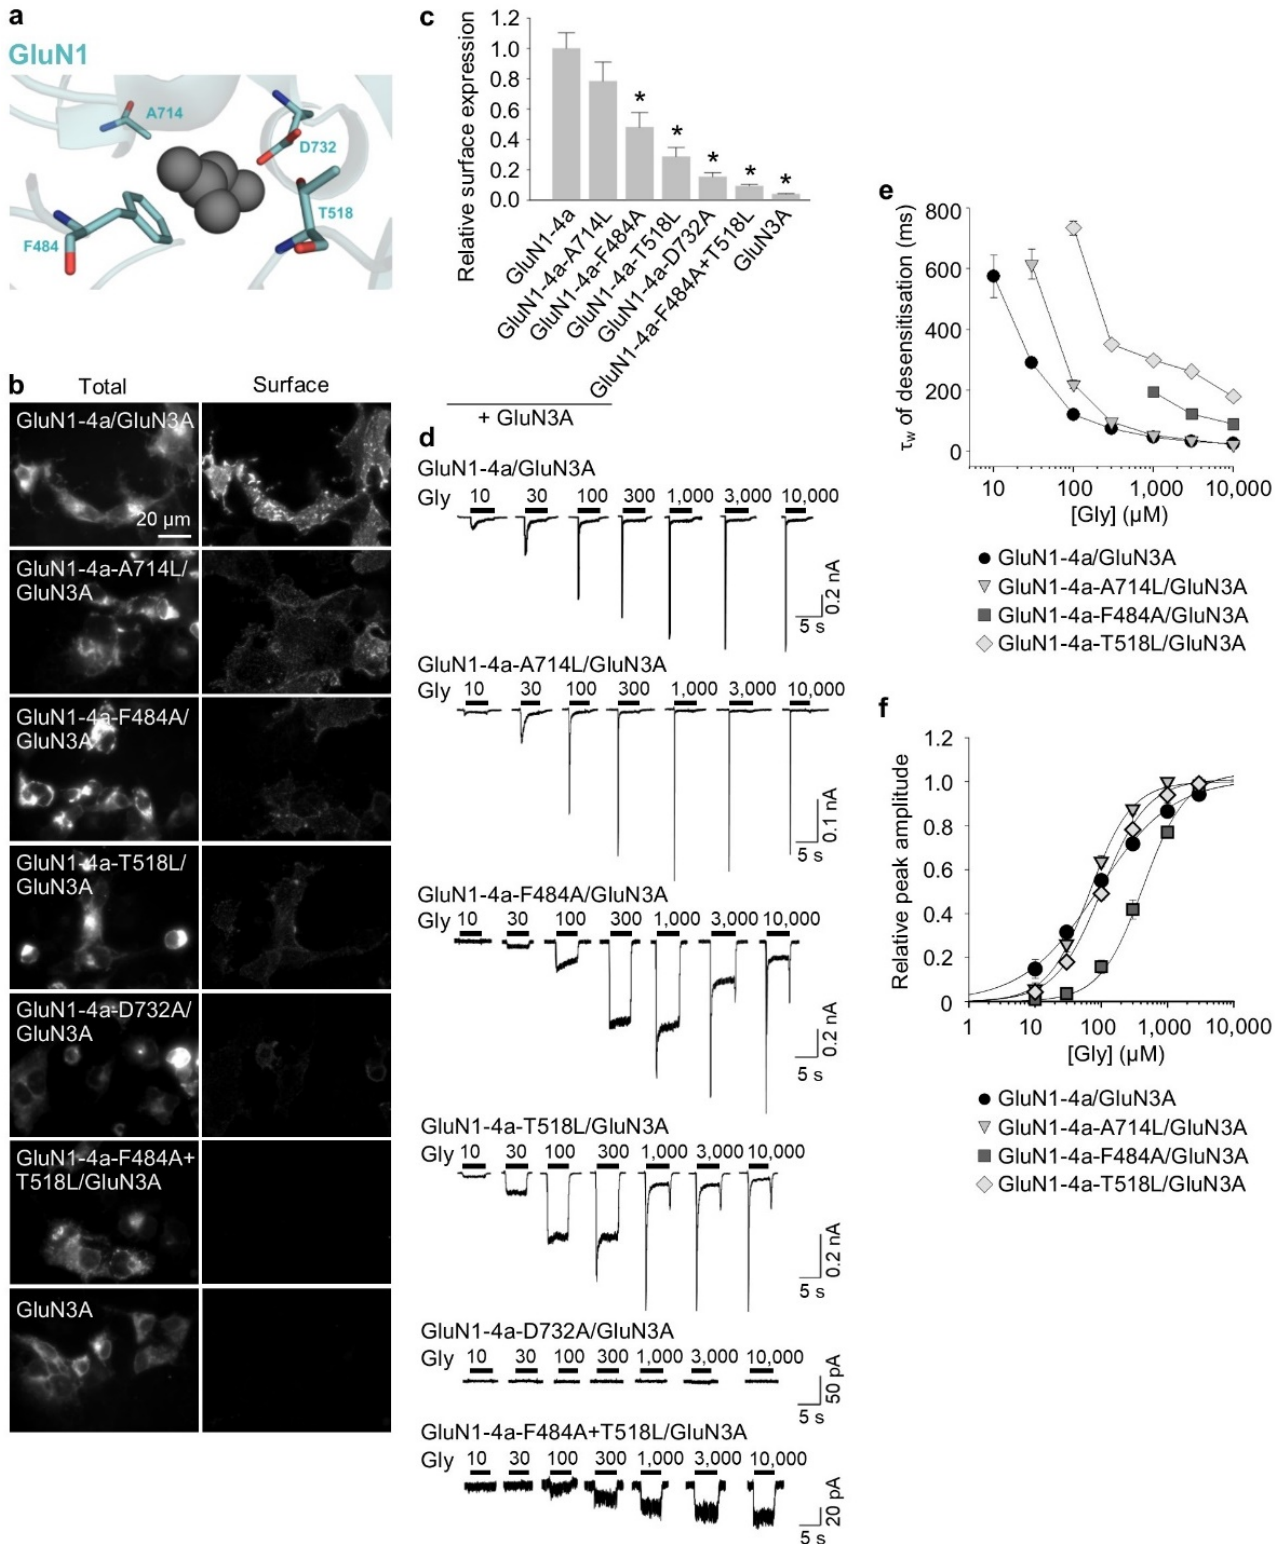 a
GluN1
A714
D732
T518
F484
b
Total
Surface
GluN1-4a/GluN3A
20 µm
GluN1-4a-A714L/
GluN3A
GluN1-4a-F484A/
GluN3A
GluN1-4a-T518L/
GluN3A
GluN1-4a-D732A/
GluN3A
GluN1-4a-F484A+
T518L/GluN3A
GluN3A
c
Relative surface expression
1.2
1.0
0.8
0.6
0.4
0.2
0.0
* * * * *
GluN1-4a
GluN1-4a-A714L
GluN1-4a-F484A
GluN1-4a-T518L
GluN1-4a-D732A
GluN1-4a-F484A+T518L
GluN3A
+ GluN3A
d
GluN1-4a/GluN3A
Gly 10 30 100 300 1,000 3,000 10,000
0.2 nA
5 s
GluN1-4a-A714L/GluN3A
Gly 10 30 100 300 1,000 3,000 10,000
0.1 nA
5 s
GluN1-4a-F484A/GluN3A
Gly 10 30 100 300 1,000 3,000 10,000
0.2 nA
5 s
GluN1-4a-T518L/GluN3A
Gly 10 30 100 300 1,000 3,000 10,000
0.2 nA
5 s
GluN1-4a-D732A/GluN3A
Gly 10 30 100 300 1,000 3,000 10,000
50 pA
5 s
GluN1-4a-F484A+T518L/GluN3A
Gly 10 30 100 300 1,000 3,000 10,000
20 pA
5 s
e
τw of desensitisation (ms)
800
600
400
200
0
10 100 1,000 10,000
[Gly] (µM)
GluN1-4a/GluN3A
GluN1-4a-A714L/GluN3A
GluN1-4a-F484A/GluN3A
GluN1-4a-T518L/GluN3A
f
Relative peak amplitude
1.2
1.0
0.8
0.6
0.4
0.2
0
1 10 100 1,000 10,000
[Gly] (µM)
GluN1-4a/GluN3A
GluN1-4a-A714L/GluN3A
GluN1-4a-F484A/GluN3A
GluN1-4a-T518L/GluN3A